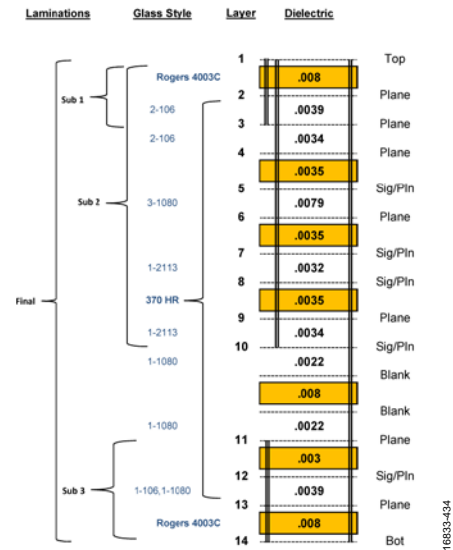 Laminations Glass Style Layer Dielectric
1 Top
Rogers 4003C .008
2 Plane
Sub 1 2-106 .0039
3 Plane
2-106 .0034
4 Plane
.0035
5 Sig/Pln
Sub 2 3-1080 .0079
6 Plane
.0035
7 Sig/Pln
1-2113 .0032
8 Sig/Pln
Final 370 HR .0035
9 Plane
1-2113 .0034
10 Sig/Pln
1-1080 .0022
Blank
.008
Blank
1-1080 .0022
11 Plane
.003
12 Sig/Pln
Sub 3 1-106,1-1080 .0039
13 Plane
Rogers 4003C .008
14 Bot
16833-434